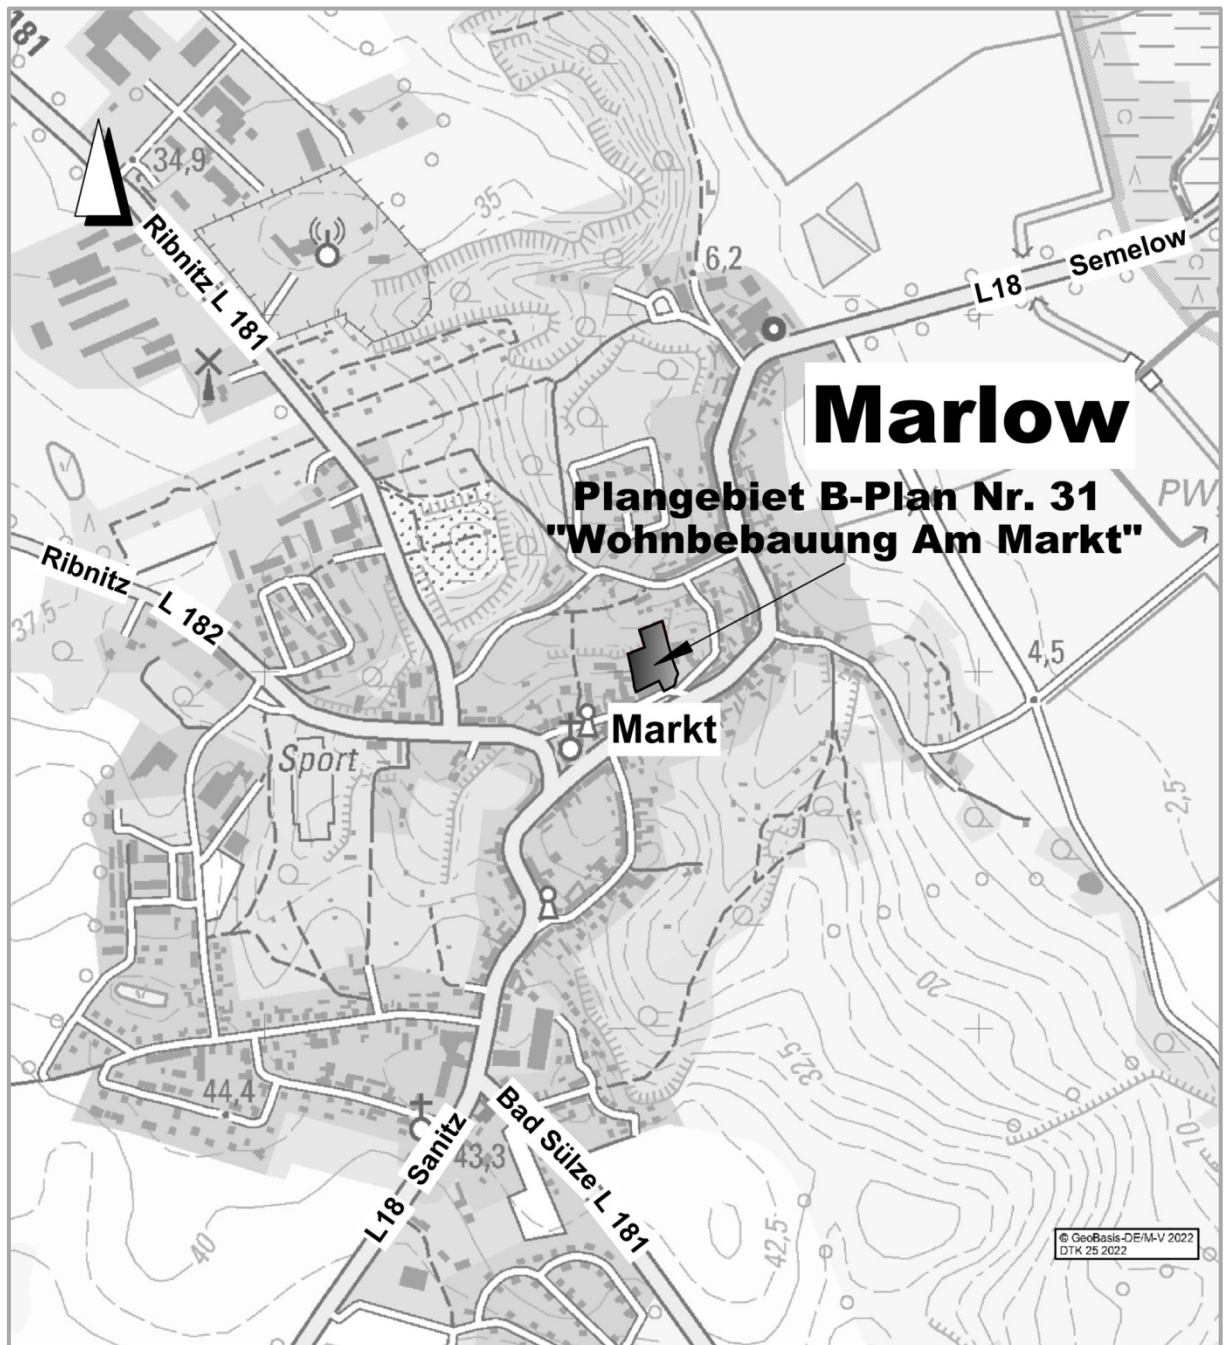 181
34,9
35
6,2
Ribnitz L 181
L18 Semelow
Marlow
Plangebiet B-Plan Nr. 31
"Wohnbebauung Am Markt"
PW
Ribnitz L 182
37,5
4,5
Markt
Sport
2,5
20
32,5
44,4
43,3
L18 Sanitz
Bad Sülze L 181
10
40
42,5
© GeoBasis-DE/M-V 2022
DTK 25 2022